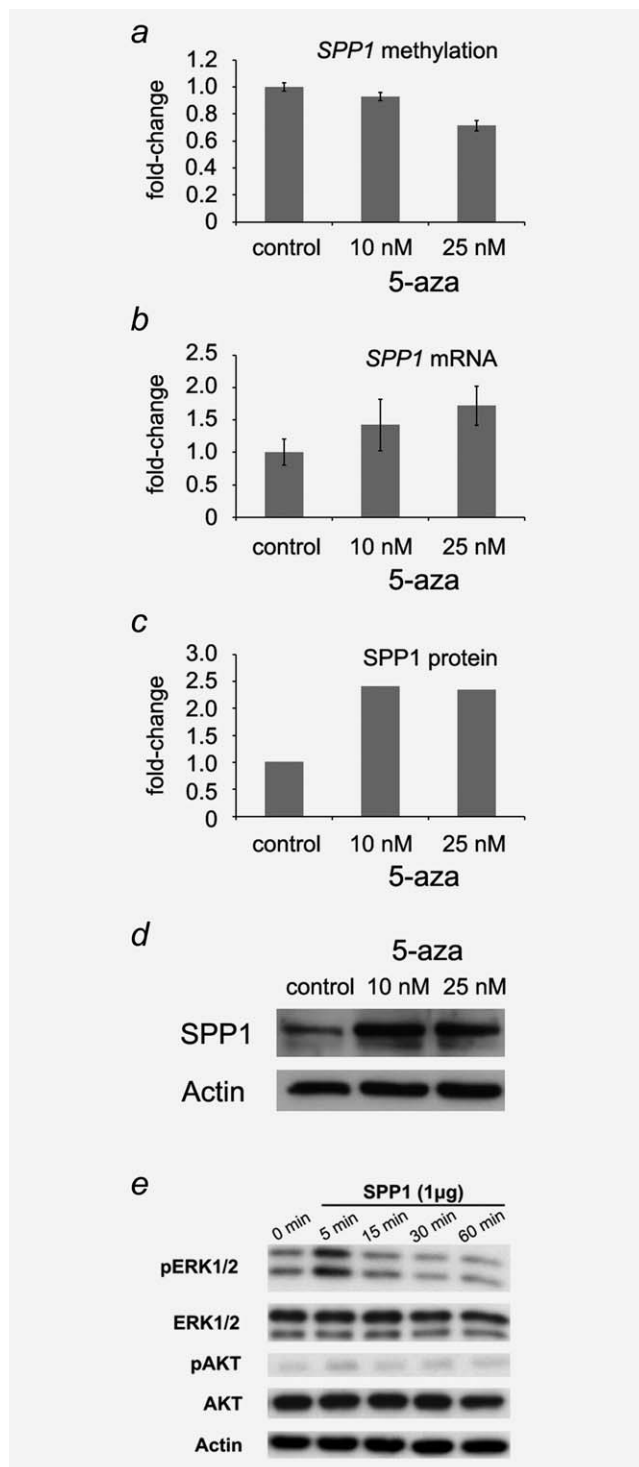 a
SPP1 methylation
fold-change
1.2
1.0
0.8
0.6
0.4
0.2
0
control 10 nM 25 nM
5-aza
b
SPP1 mRNA
fold-change
2.5
2.0
1.5
1.0
0.5
0
control 10 nM 25 nM
5-aza
c
SPP1 protein
fold-change
3.0
2.5
2.0
1.5
1.0
0.5
0
control 10 nM 25 nM
5-aza
d
5-aza
control 10 nM 25 nM
SPP1
Actin
e
SPP1 (1µg)
0 min 5 min 15 min 30 min 60 min
pERK1/2
ERK1/2
pAKT
AKT
Actin